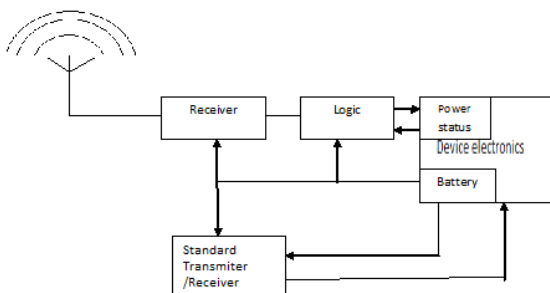 Receiver
Logic
Power
status
Device electronics
Battery
Standard
Transmiter
/Receiver